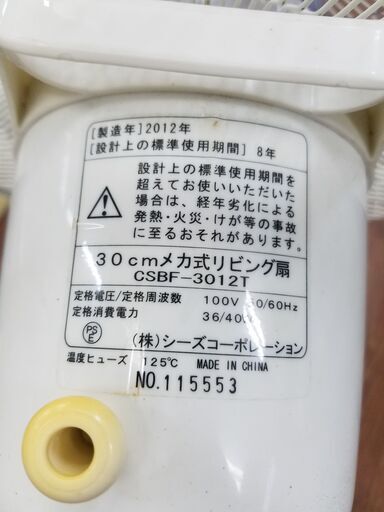 [製造年]2012年
[設計上の標準使用期間] 8年
設計上の標準使用期間を
超えてお使いいただいた
場合は、経年劣化による
発熱・火災・けが等の事故
に至るおそれがあります。
30cmメカ式リビング扇
CSBF-3012T
定格電圧/定格周波数 100V 50/60Hz
定格消費電力 36/40W
PS
E
(株)シーズコーポレーション
温度ヒューズ 125℃ MADE IN CHINA
NO.115553